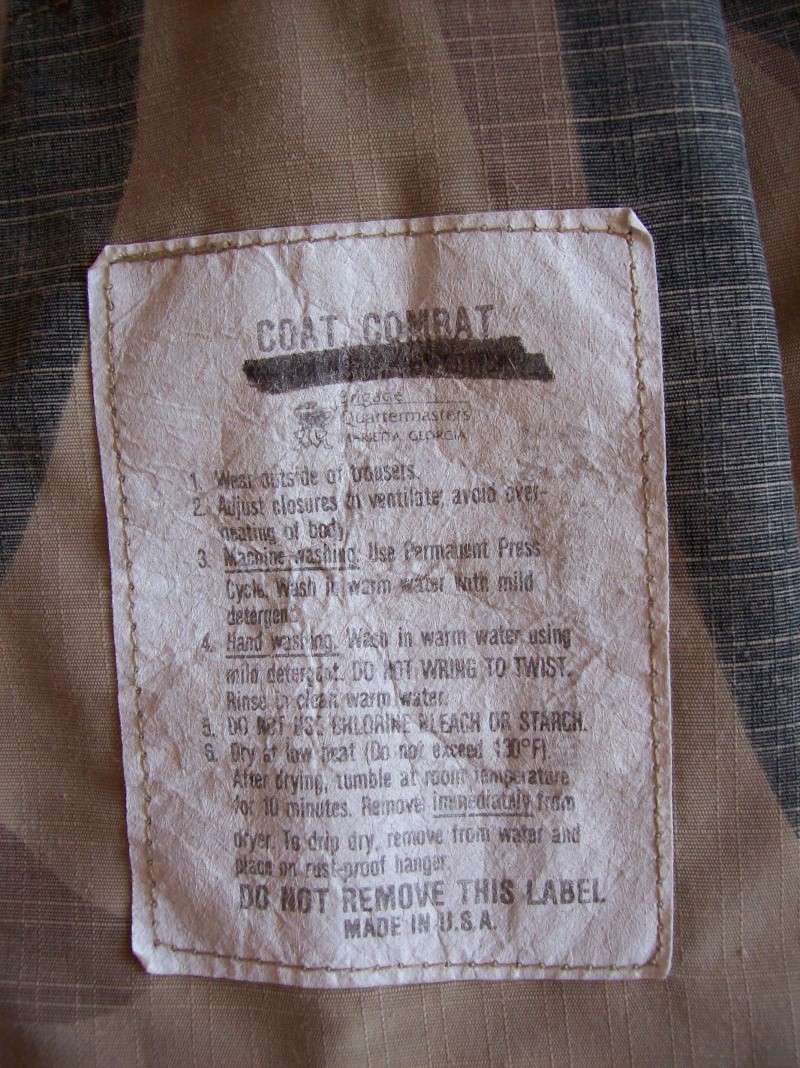 COAT, COMBAT
Brigade
Quartermasters
MARIETTA, GEORGIA
1. Wear outside of trousers.
2. Adjust closures to ventilate; avoid over-
heating of body.
3. Machine washing. Use Permanent Press
Cycle, wash in warm water with mild
detergent.
4. Hand washing. Wash in warm water using
mild detergent. DO NOT WRING TO TWIST.
Rinse in clean warm water.
5. DO NOT USE CHLORINE BLEACH OR STARCH.
6. Dry at low heat (Do not exceed 130°F).
After drying, tumble at room temperature
for 10 minutes. Remove immediately from
dryer. To drip dry, remove from water and
place on rust-proof hanger.
DO NOT REMOVE THIS LABEL
MADE IN U.S.A.